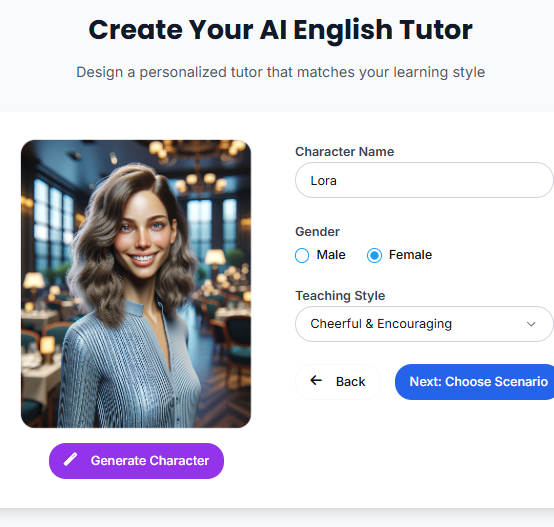 Create Your AI English Tutor
Design a personalized tutor that matches your learning style
Character Name
Lora
Gender
Male
Female
Teaching Style
Cheerful & Encouraging
Back
Next: Choose Scenario
Generate Character